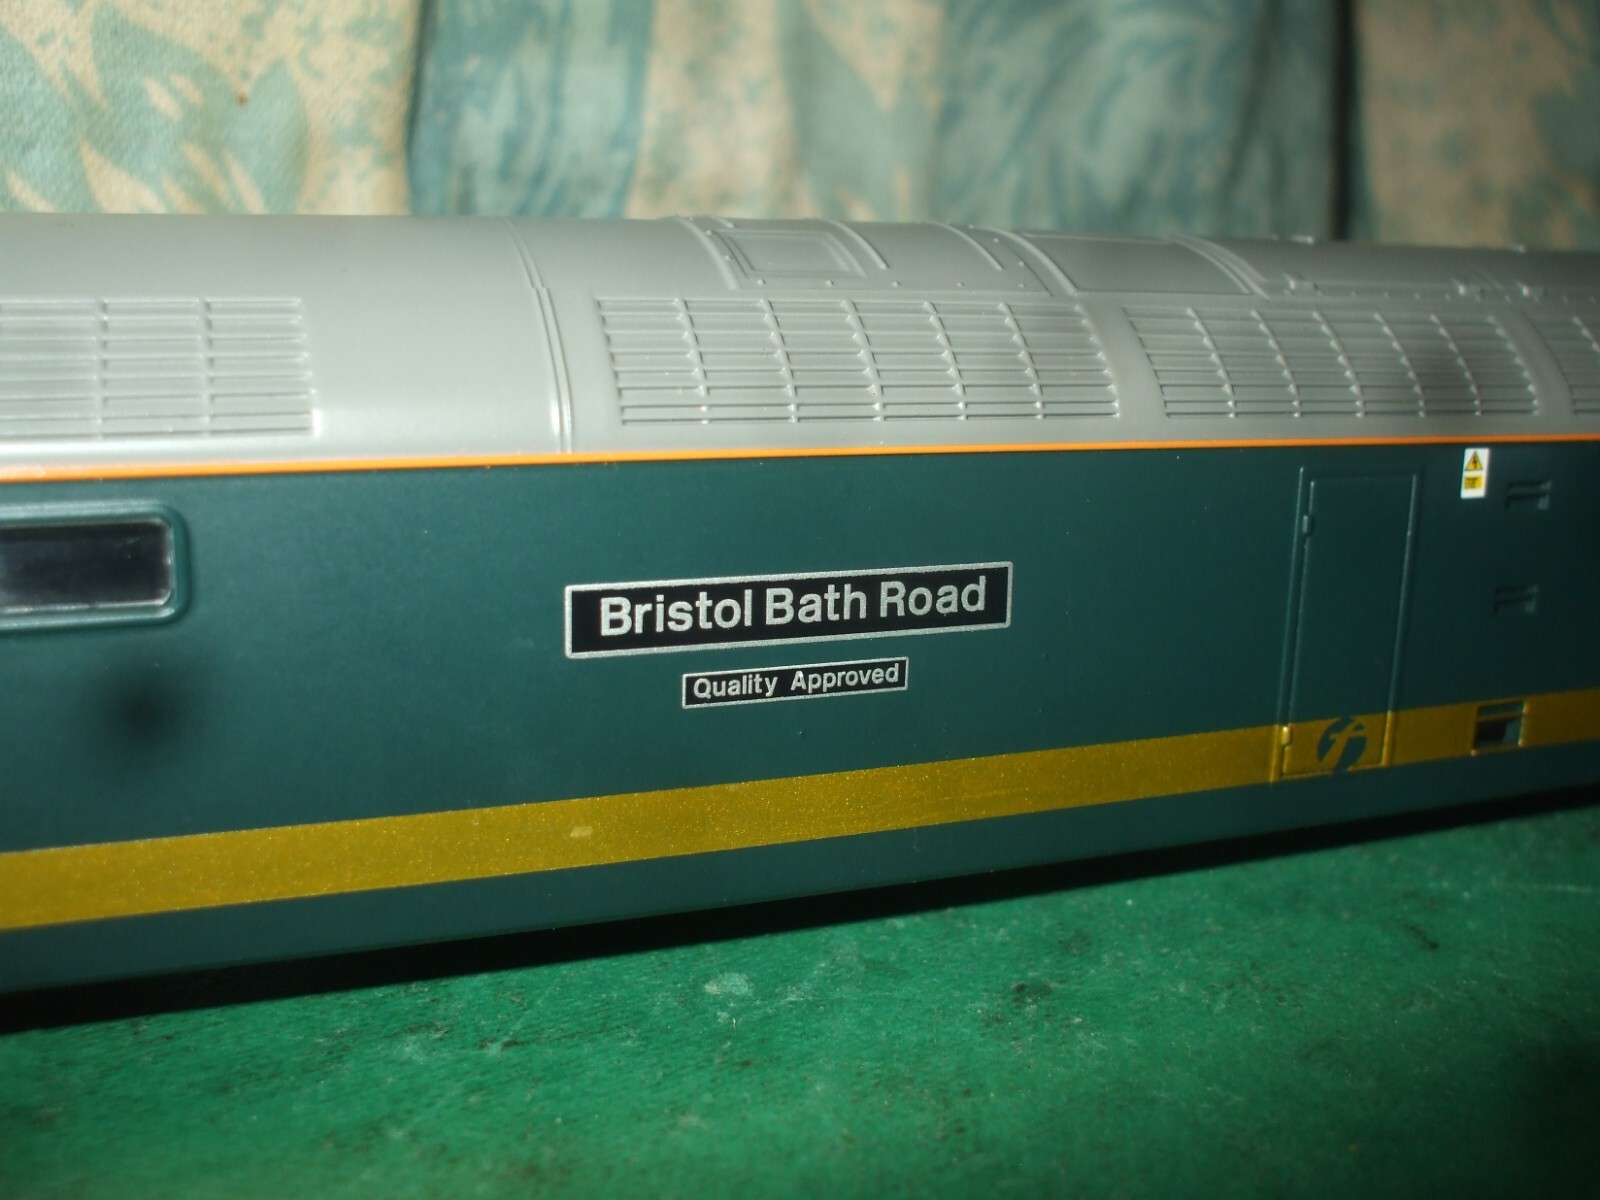 Bristol Bath Road
Quality Approved
f